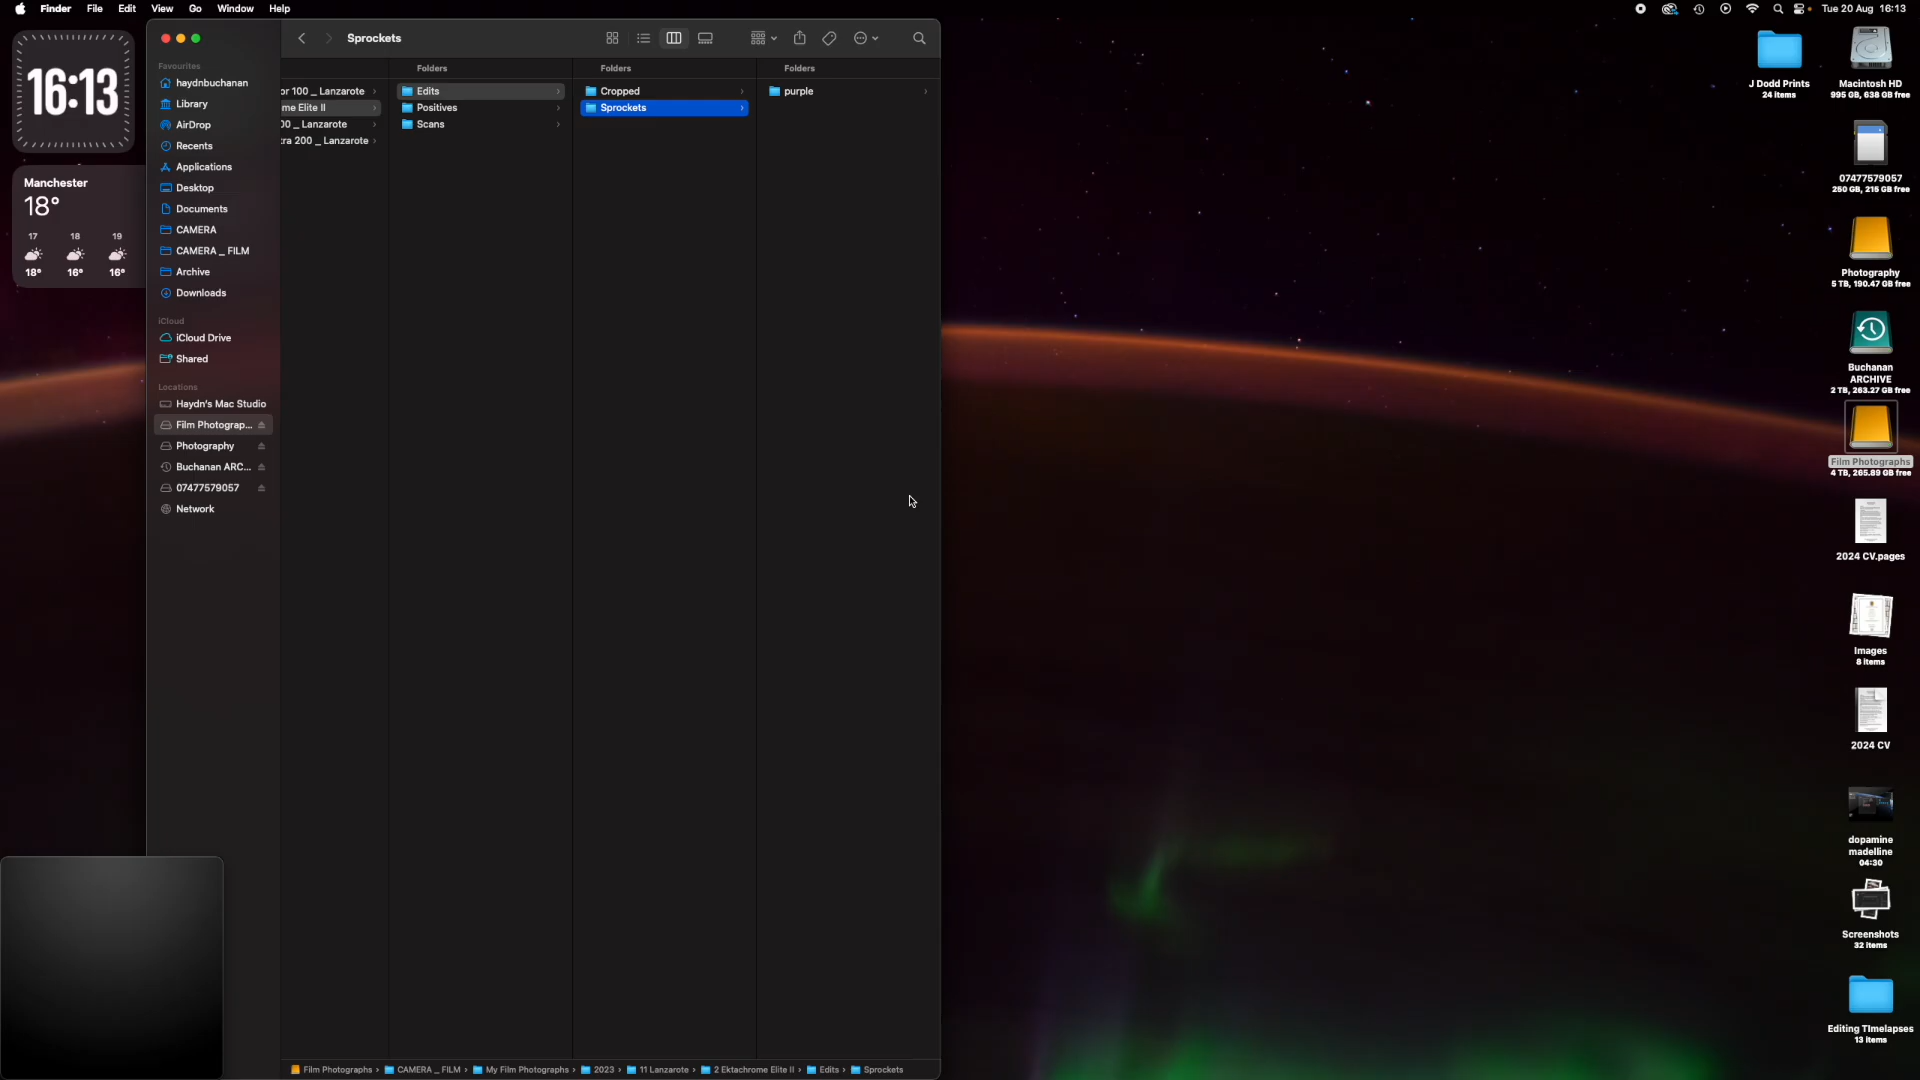 Finder File Edit View Go Window Help
Tue 20 Aug 16:13
16:13
Manchester
18°
17 18 19
18° 16° 16°
Favourites
haydnbuchanan
Library
AirDrop
Recents
Applications
Desktop
Documents
CAMERA
CAMERA _ FILM
Archive
Downloads
iCloud
iCloud Drive
Shared
Locations
Haydn's Mac Studio
Film Photograp...
Photography
Buchanan ARC...
07477579057
Network
Sprockets
Folders Folders Folders
or 100 _ Lanzarote
me Elite II
00 _ Lanzarote
tra 200 _ Lanzarote
Edits
Positives
Scans
Cropped
Sprockets
purple
Film Photographs CAMERA _ FILM My Film Photographs 2023 11 Lanzarote 2 Ektachrome Elite II Edits Sprockets
J Dodd Prints
24 items
Macintosh HD
995 GB, 638 GB free
07477579057
250 GB, 215 GB free
Photography
5 TB, 190.47 GB free
Buchanan
ARCHIVE
2 TB, 263.27 GB free
Film Photographs
4 TB, 265.89 GB free
2024 CV.pages
Images
8 items
2024 CV
dopamine
madelline
04:30
Screenshots
32 items
Editing TImelapses
13 items